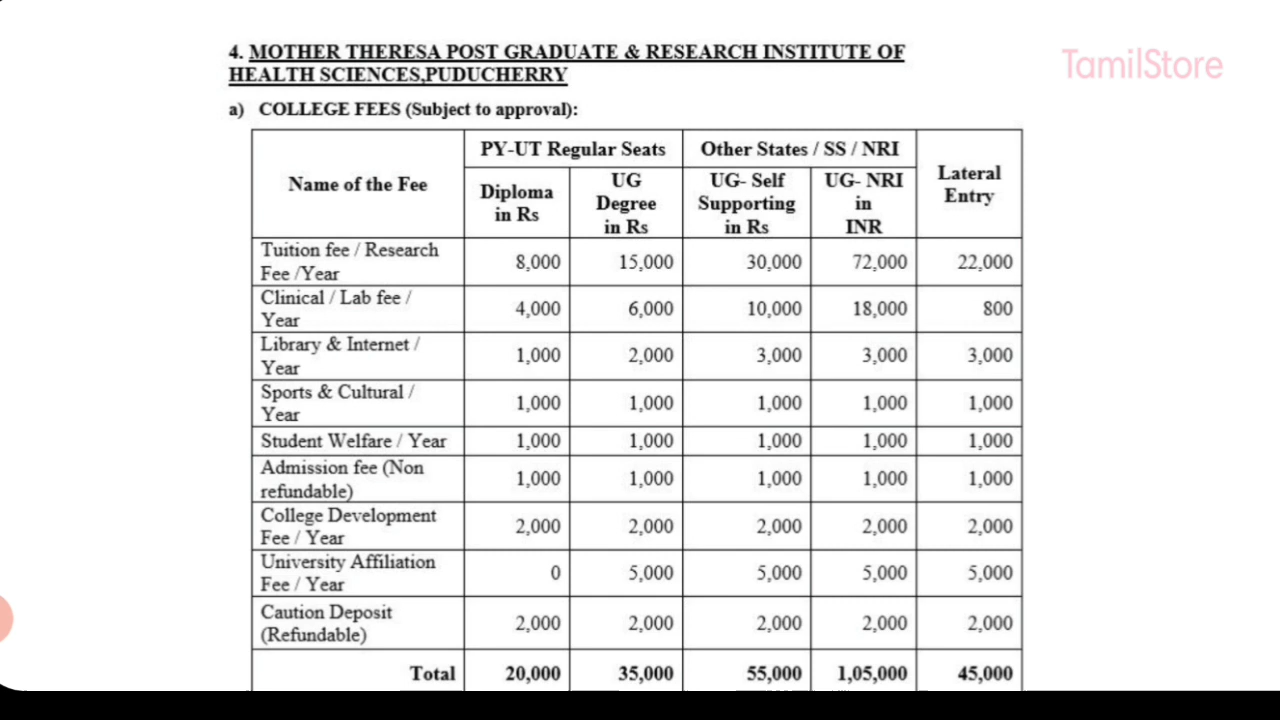 4. MOTHER THERESA POST GRADUATE & RESEARCH INSTITUTE OF
HEALTH SCIENCES,PUDUCHERRY
TamilStore
a) COLLEGE FEES (Subject to approval):
Name of the Fee
PY-UT Regular Seats
Other States / SS / NRI
Lateral
Entry
Diploma
in Rs
UG
Degree
in Rs
UG- Self
Supporting
in Rs
UG- NRI
in
INR
Tuition fee / Research
Fee /Year
8,000 15,000 30,000 72,000 22,000
Clinical / Lab fee /
Year
4,000 6,000 10,000 18,000 800
Library & Internet /
Year
1,000 2,000 3,000 3,000 3,000
Sports & Cultural /
Year
1,000 1,000 1,000 1,000 1,000
Student Welfare / Year 1,000 1,000 1,000 1,000 1,000
Admission fee (Non
refundable)
1,000 1,000 1,000 1,000 1,000
College Development
Fee / Year
2,000 2,000 2,000 2,000 2,000
University Affiliation
Fee / Year
0 5,000 5,000 5,000 5,000
Caution Deposit
(Refundable)
2,000 2,000 2,000 2,000 2,000
Total 20,000 35,000 55,000 1,05,000 45,000